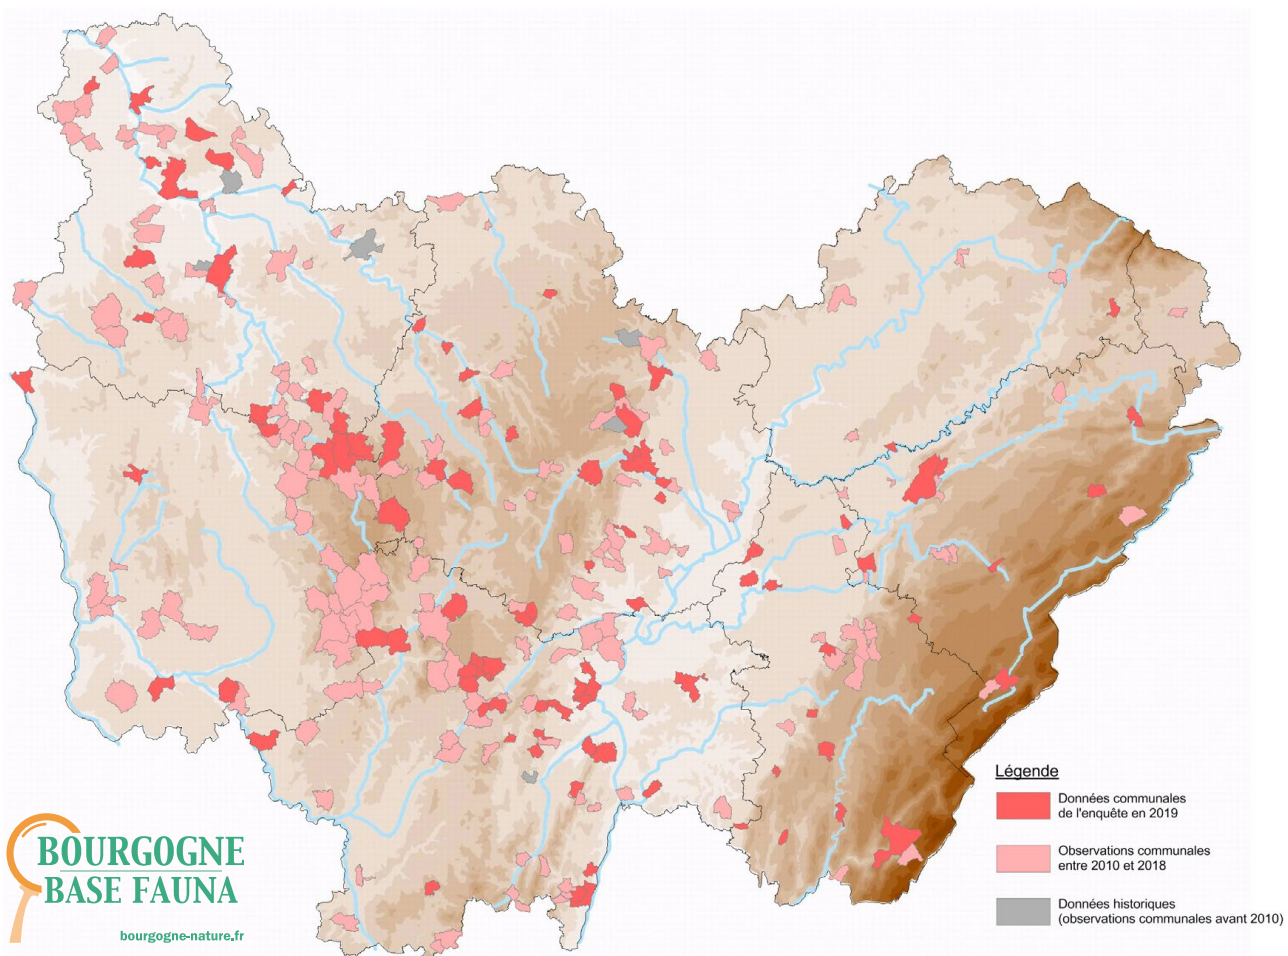 Légende
Données communales
de l'enquête en 2019
Observations communales
entre 2010 et 2018
Données historiques
(observations communales avant 2010)
BOURGOGNE
BASE FAUNA
bourgogne-nature.fr